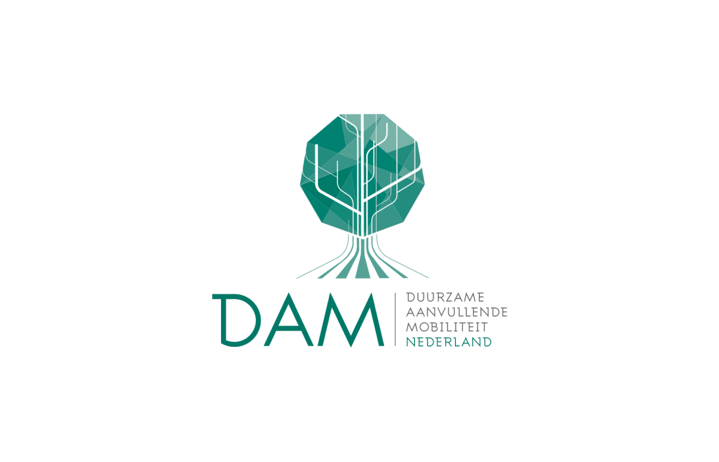 DAM
DUURZAME
AANVULLENDE
MOBILITEIT
NEDERLAND